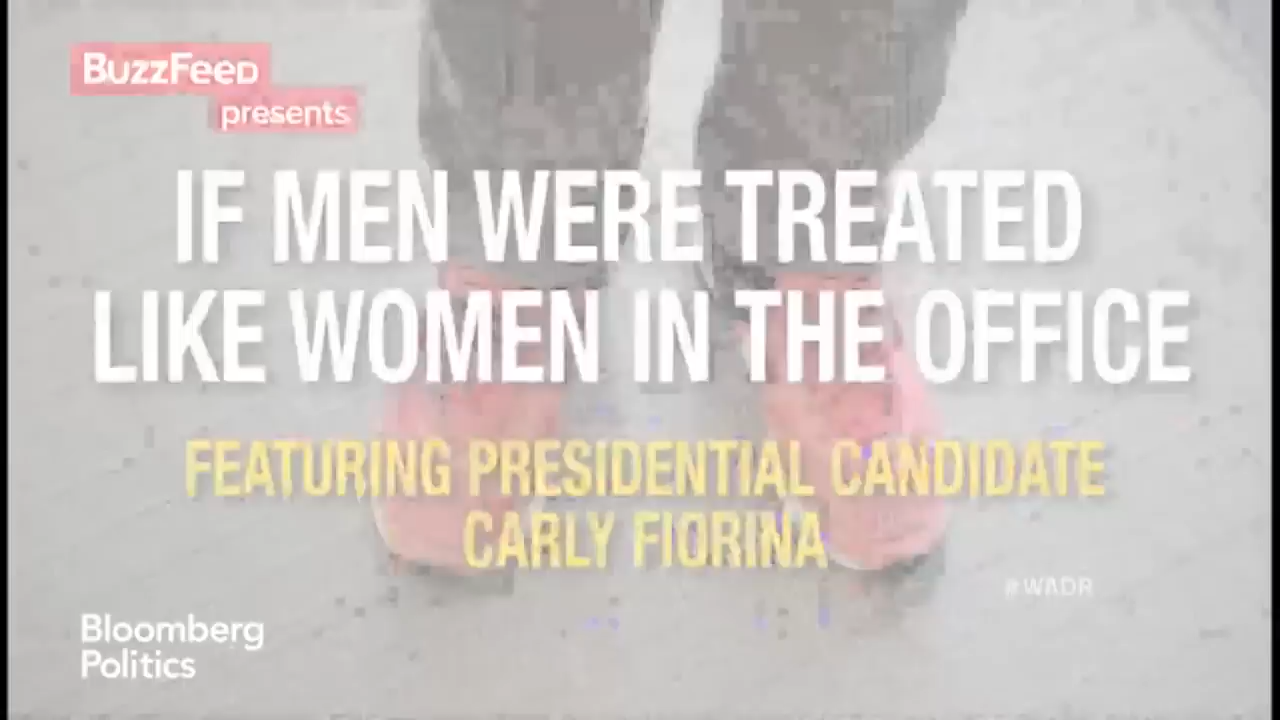 BuzzFeed
presents
IF MEN WERE TREATED
LIKE WOMEN IN THE OFFICE
FEATURING PRESIDENTIAL CANDIDATE
CARLY FIORINA
#WADR
Bloomberg
Politics